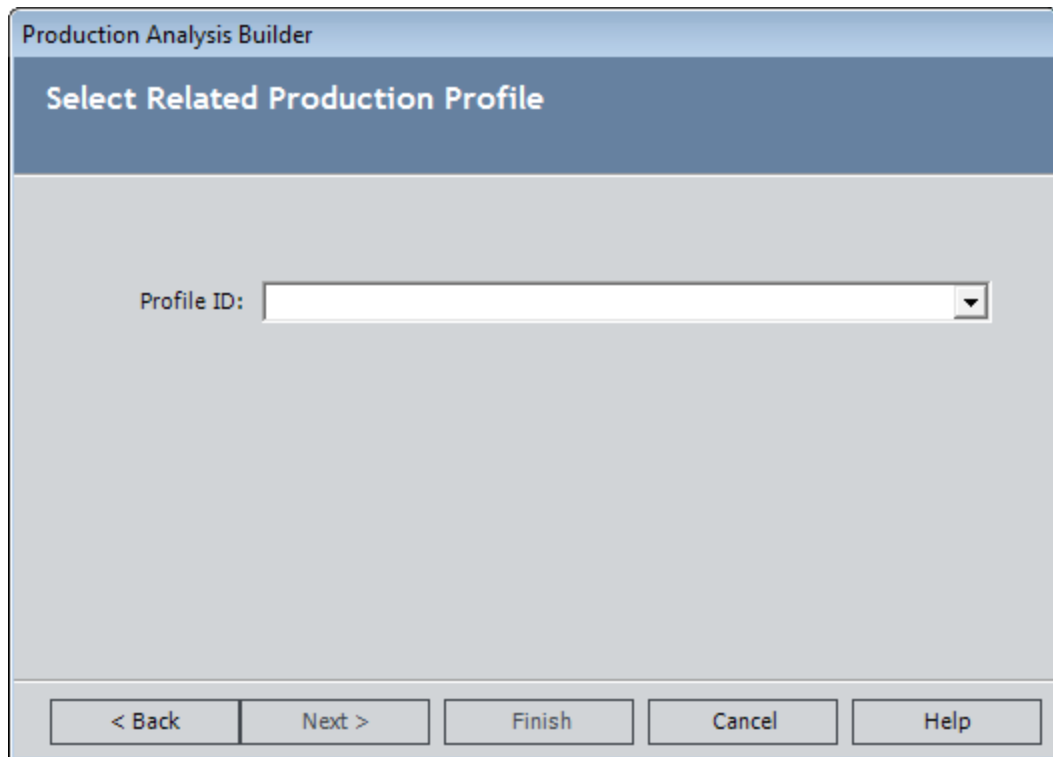 Production Analysis Builder
Select Related Production Profile
Profile ID:
< Back Next > Finish Cancel Help